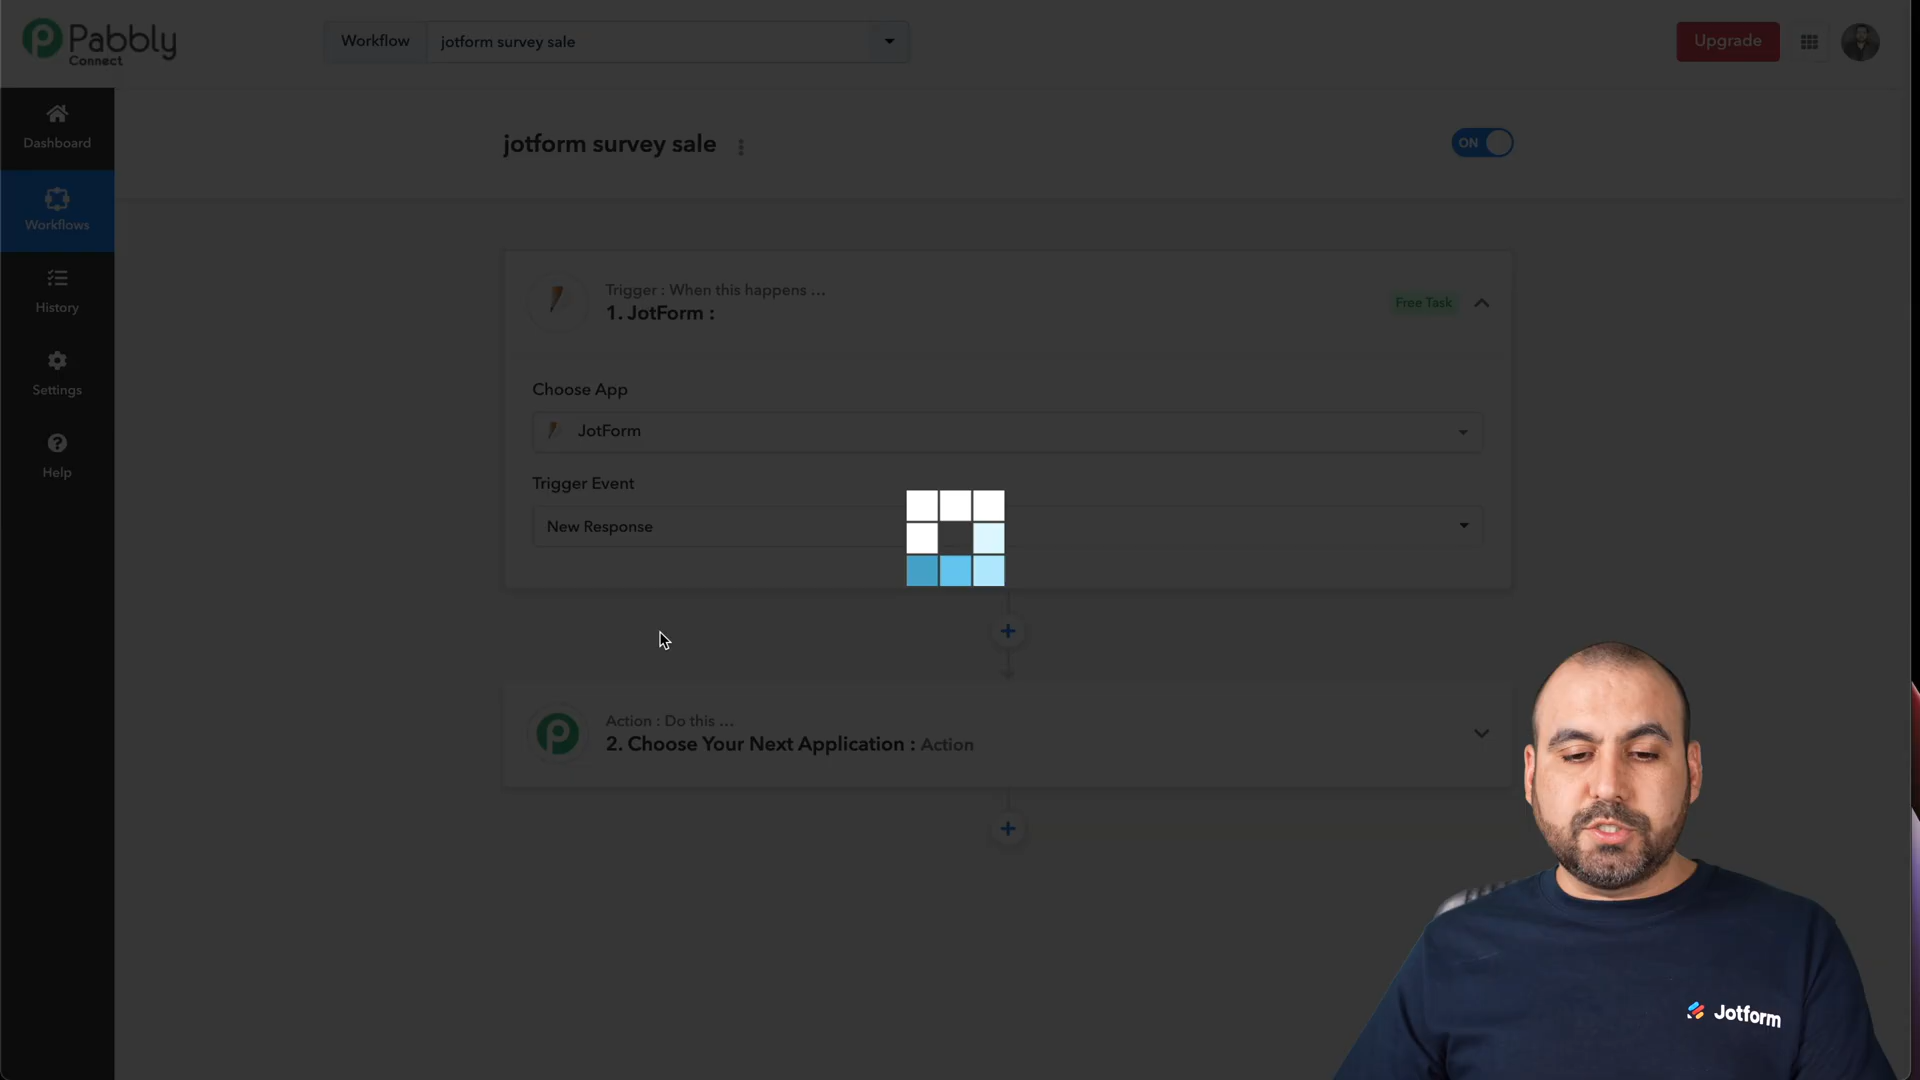 Pabbly
Connect
Workflow
jotform survey sale
Upgrade
Dashboard
Workflows
History
Settings
Help
jotform survey sale
ON
Trigger : When this happens ...
1. JotForm :
Free Task
Choose App
JotForm
Trigger Event
New Response
Action : Do this ...
2. Choose Your Next Application : Action
Jotform